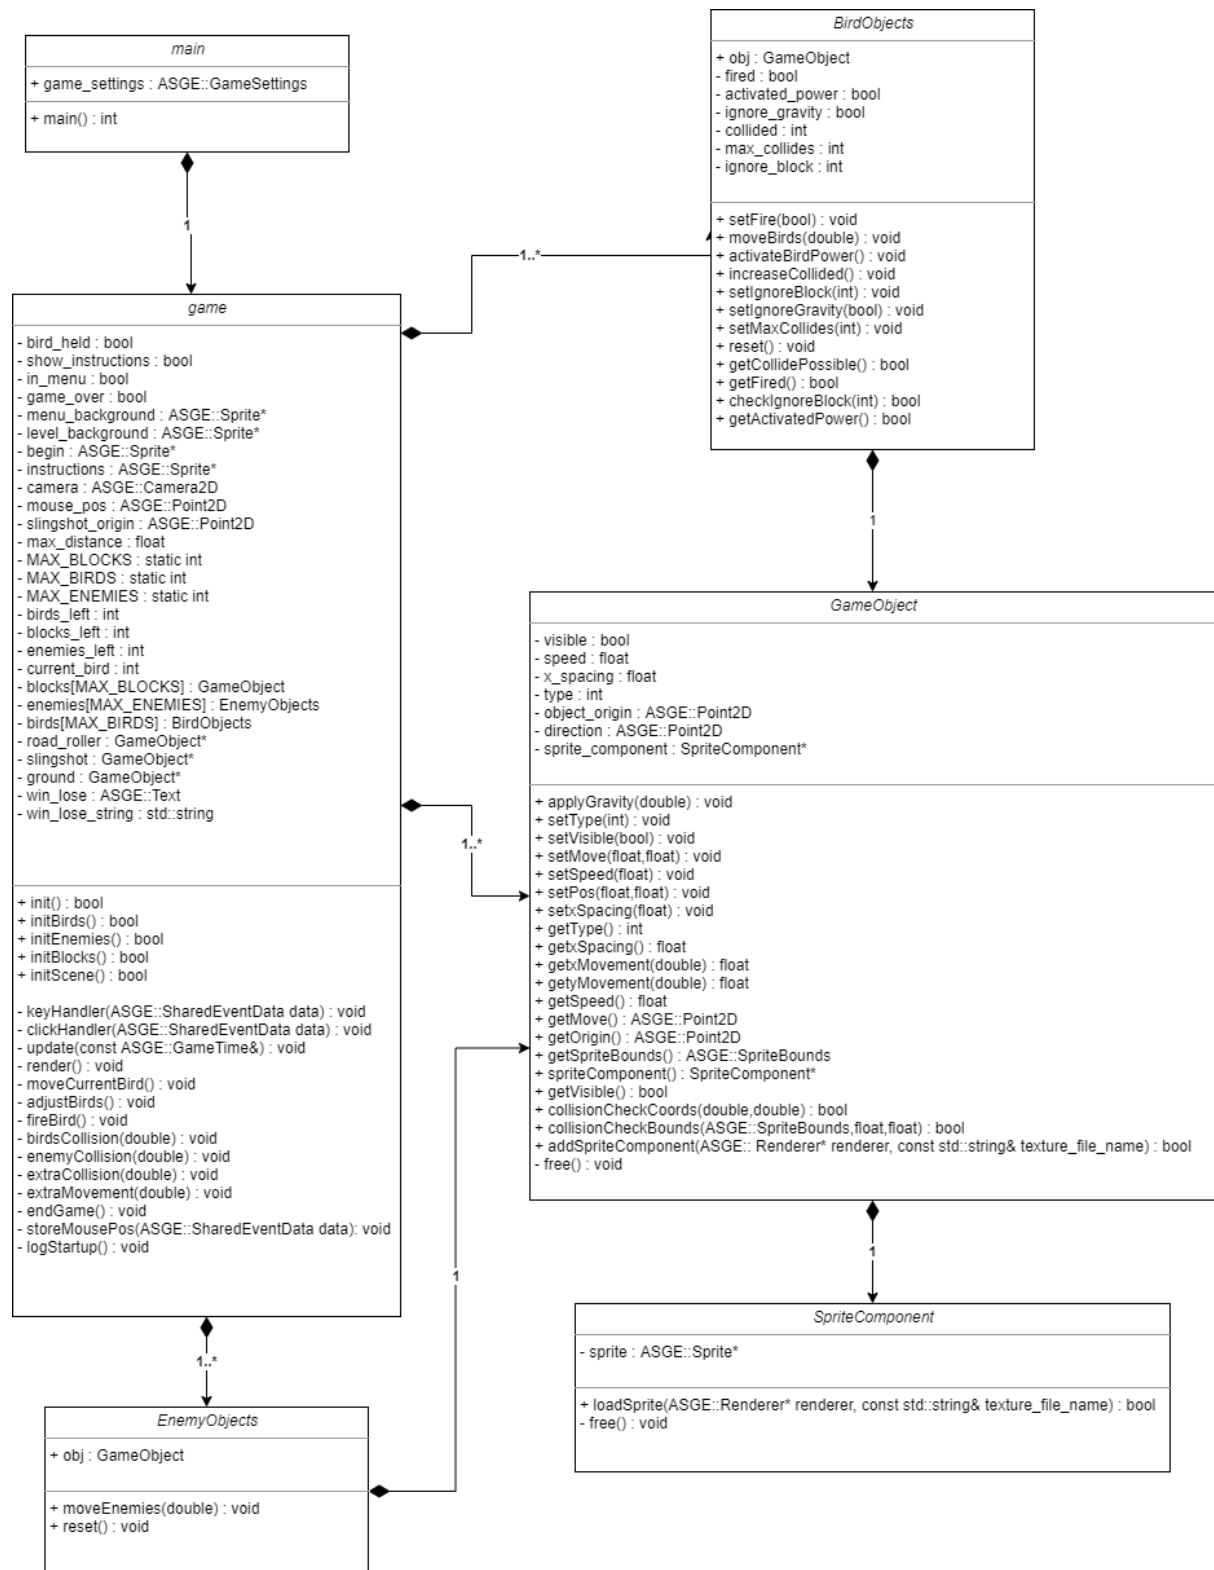 main
+ game_settings : ASGE::GameSettings
+ main() : int
1
BirdObjects
+ obj : GameObject
- fired : bool
- activated_power : bool
- ignore_gravity : bool
- collided : int
- max_collides : int
- ignore_block : int
+ setFire(bool) : void
+ moveBirds(double) : void
+ activateBirdPower() : void
+ increaseCollided() : void
+ setIgnoreBlock(int) : void
+ setIgnoreGravity(bool) : void
+ setMaxCollides(int) : void
+ reset() : void
+ getCollidePossible() : bool
+ getFired() : bool
+ checkIgnoreBlock(int) : bool
+ getActivatedPower() : bool
1..*
1
game
- bird_held : bool
- show_instructions : bool
- in_menu : bool
- game_over : bool
- menu_background : ASGE::Sprite*
- level_background : ASGE::Sprite*
- begin : ASGE::Sprite*
- instructions : ASGE::Sprite*
- camera : ASGE::Camera2D
- mouse_pos : ASGE::Point2D
- slingshot_origin : ASGE::Point2D
- max_distance : float
- MAX_BLOCKS : static int
- MAX_BIRDS : static int
- MAX_ENEMIES : static int
- birds_left : int
- blocks_left : int
- enemies_left : int
- current_bird : int
- blocks[MAX_BLOCKS] : GameObject
- enemies[MAX_ENEMIES] : EnemyObjects
- birds[MAX_BIRDS] : BirdObjects
- road_roller : GameObject*
- slingshot : GameObject*
- ground : GameObject*
- win_lose : ASGE::Text
- win_lose_string : std::string
+ init() : bool
+ initBirds() : bool
+ initEnemies() : bool
+ initBlocks() : bool
+ initScene() : bool
- keyHandler(ASGE::SharedEventData data) : void
- clickHandler(ASGE::SharedEventData data) : void
- update(const ASGE::GameTime&) : void
- render() : void
- moveCurrentBird() : void
- adjustBirds() : void
- fireBird() : void
- birdsCollision(double) : void
- enemyCollision(double) : void
- extraCollision(double) : void
- extraMovement(double) : void
- endGame() : void
- storeMousePos(ASGE::SharedEventData data): void
- logStartup() : void
1..*
GameObject
- visible : bool
- speed : float
- x_spacing : float
- type : int
- object_origin : ASGE::Point2D
- direction : ASGE::Point2D
- sprite_component : SpriteComponent*
+ applyGravity(double) : void
+ setType(int) : void
+ setVisible(bool) : void
+ setMove(float,float) : void
+ setSpeed(float) : void
+ setPos(float,float) : void
+ setxSpacing(float) : void
+ getType() : int
+ getxSpacing() : float
+ getxMovement(double) : float
+ getyMovement(double) : float
+ getSpeed() : float
+ getMove() : ASGE::Point2D
+ getOrigin() : ASGE::Point2D
+ getSpriteBounds() : ASGE::SpriteBounds
+ spriteComponent() : SpriteComponent*
+ getVisible() : bool
+ collisionCheckCoords(double,double) : bool
+ collisionCheckBounds(ASGE::SpriteBounds,float,float) : bool
+ addSpriteComponent(ASGE:: Renderer* renderer, const std::string& texture_file_name) : bool
- free() : void
1
1
1..*
SpriteComponent
- sprite : ASGE::Sprite*
+ loadSprite(ASGE::Renderer* renderer, const std::string& texture_file_name) : bool
- free() : void
EnemyObjects
+ obj : GameObject
+ moveEnemies(double) : void
+ reset() : void